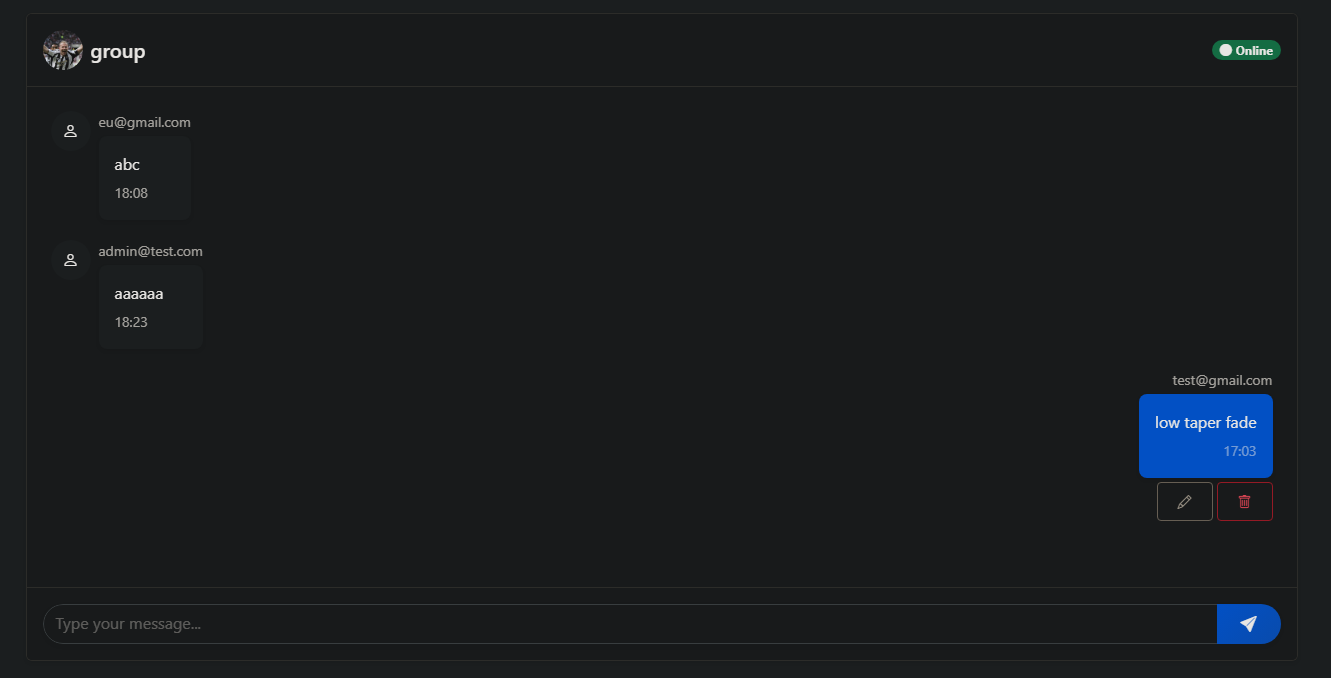 group
Online
eu@gmail.com
abc
18:08
admin@test.com
aaaaaa
18:23
test@gmail.com
low taper fade
17:03
Type your message...